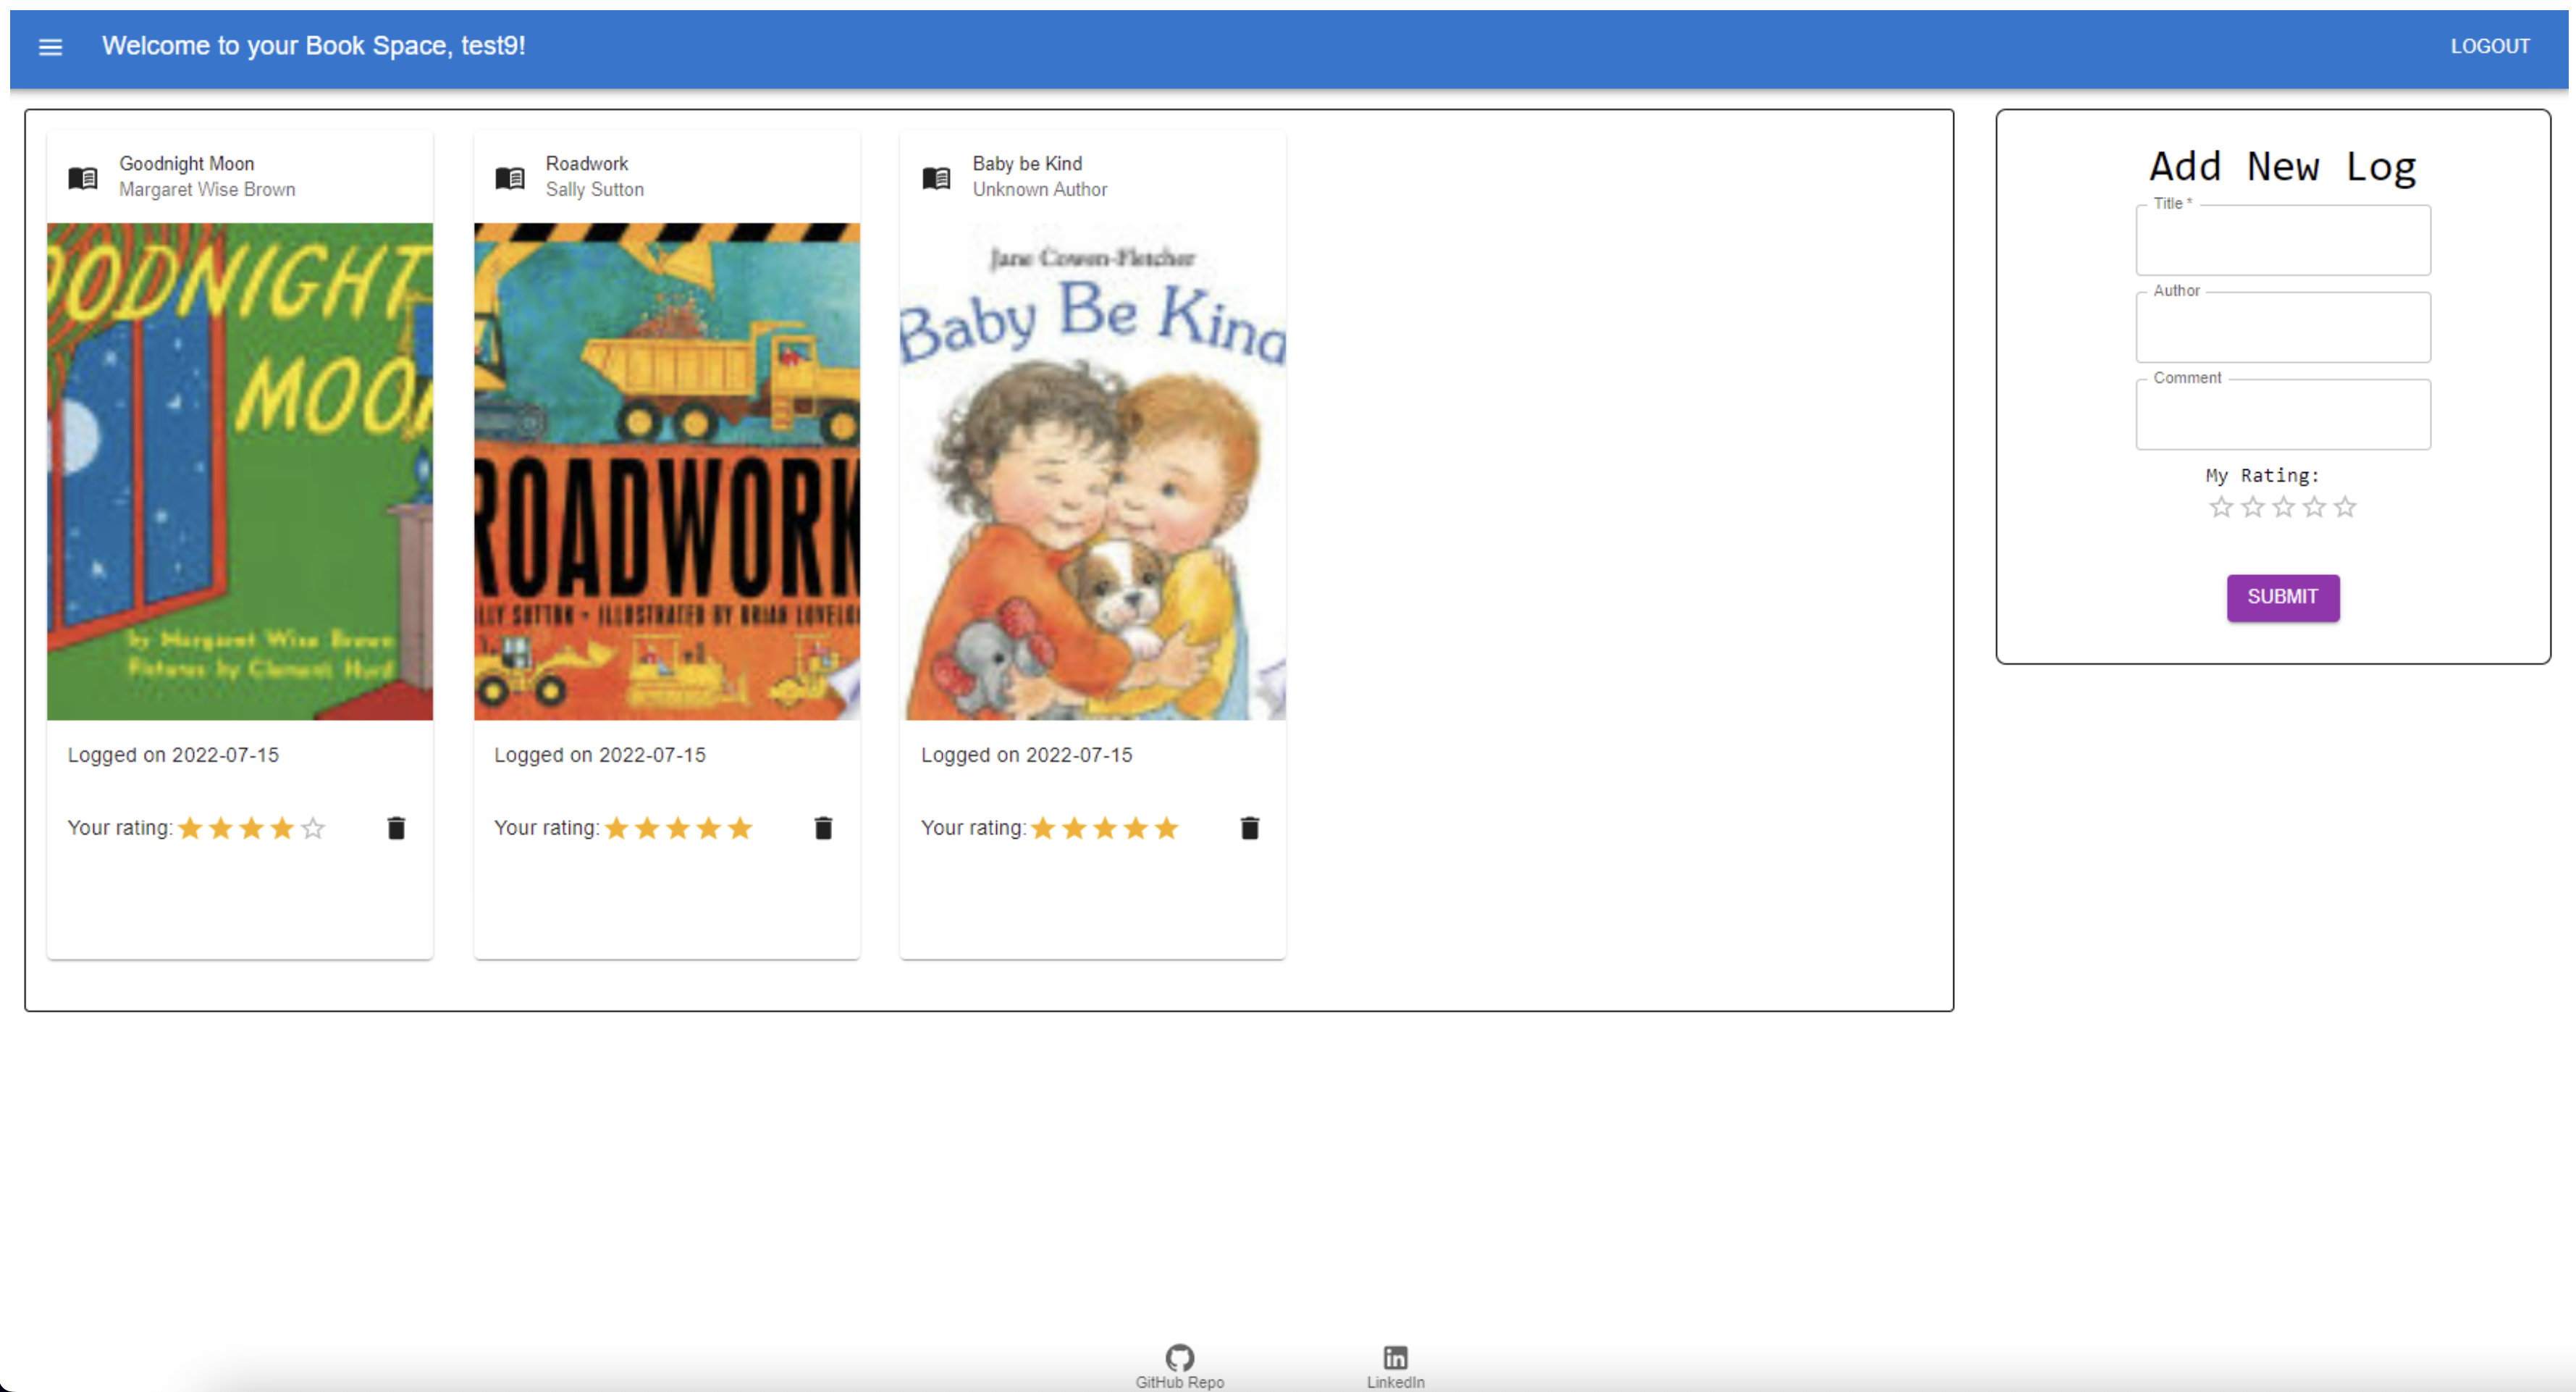 Welcome to your Book Space, test9!
LOGOUT
Goodnight Moon
Margaret Wise Brown
OODNIGHT
MOON
by Margaret Wise Brown
Pictures by Clement Hurd
Logged on 2022-07-15
Your rating:
Roadwork
Sally Sutton
ROADWORK
LLY SUTTON • ILLUSTRATED BY BRIAN LOVELO
Logged on 2022-07-15
Your rating:
Baby be Kind
Unknown Author
Jane Cowen-Fletcher
Baby Be Kind
Logged on 2022-07-15
Your rating:
Add New Log
Title *
Author
Comment
My Rating:
SUBMIT
GitHub Repo
LinkedIn